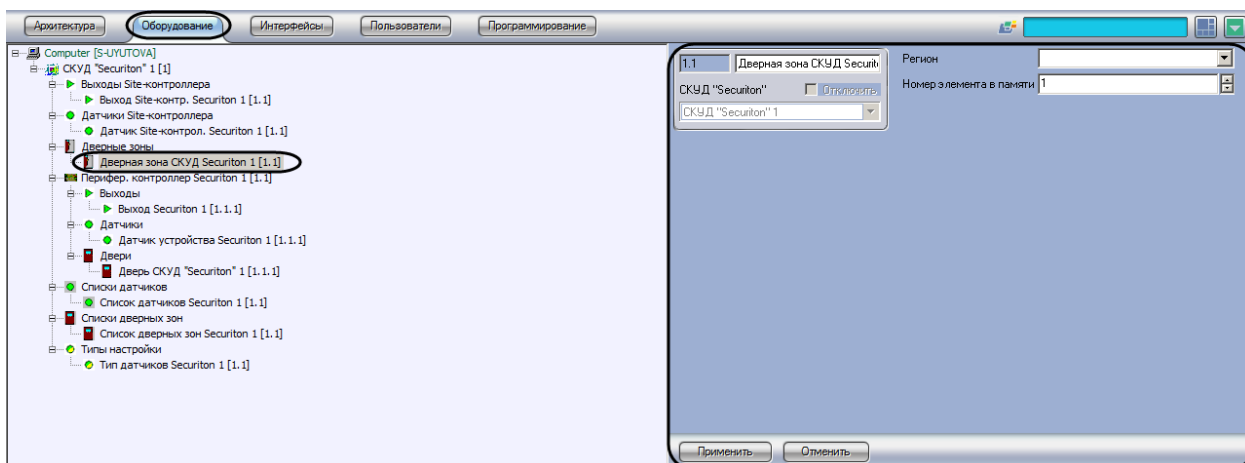 Архитектура Оборудование Интерфейсы Пользователи Программирование
Computer [S-UYUTOVA]
СКУД "Securiton" 1 [1]
Выходы Site-контроллера
Выход Site-контр. Securiton 1 [1.1]
Датчики Site-контроллера
Датчик Site-контрол. Securiton 1 [1.1]
Дверные зоны
Дверная зона СКУД Securiton 1 [1.1]
Перифер. контроллер Securiton 1 [1.1]
Выходы
Выход Securiton 1 [1.1.1]
Датчики
Датчик устройства Securiton 1 [1.1.1]
Двери
Дверь СКУД "Securiton" 1 [1.1.1]
Списки датчиков
Список датчиков Securiton 1 [1.1]
Списки дверных зон
Список дверных зон Securiton 1 [1.1]
Типы настройки
Тип датчиков Securiton 1 [1.1]
1.1 Дверная зона СКУД Securit
СКУД "Securiton" Отключить
СКУД "Securiton" 1
Регион
Номер элемента в памяти 1
Применить Отменить